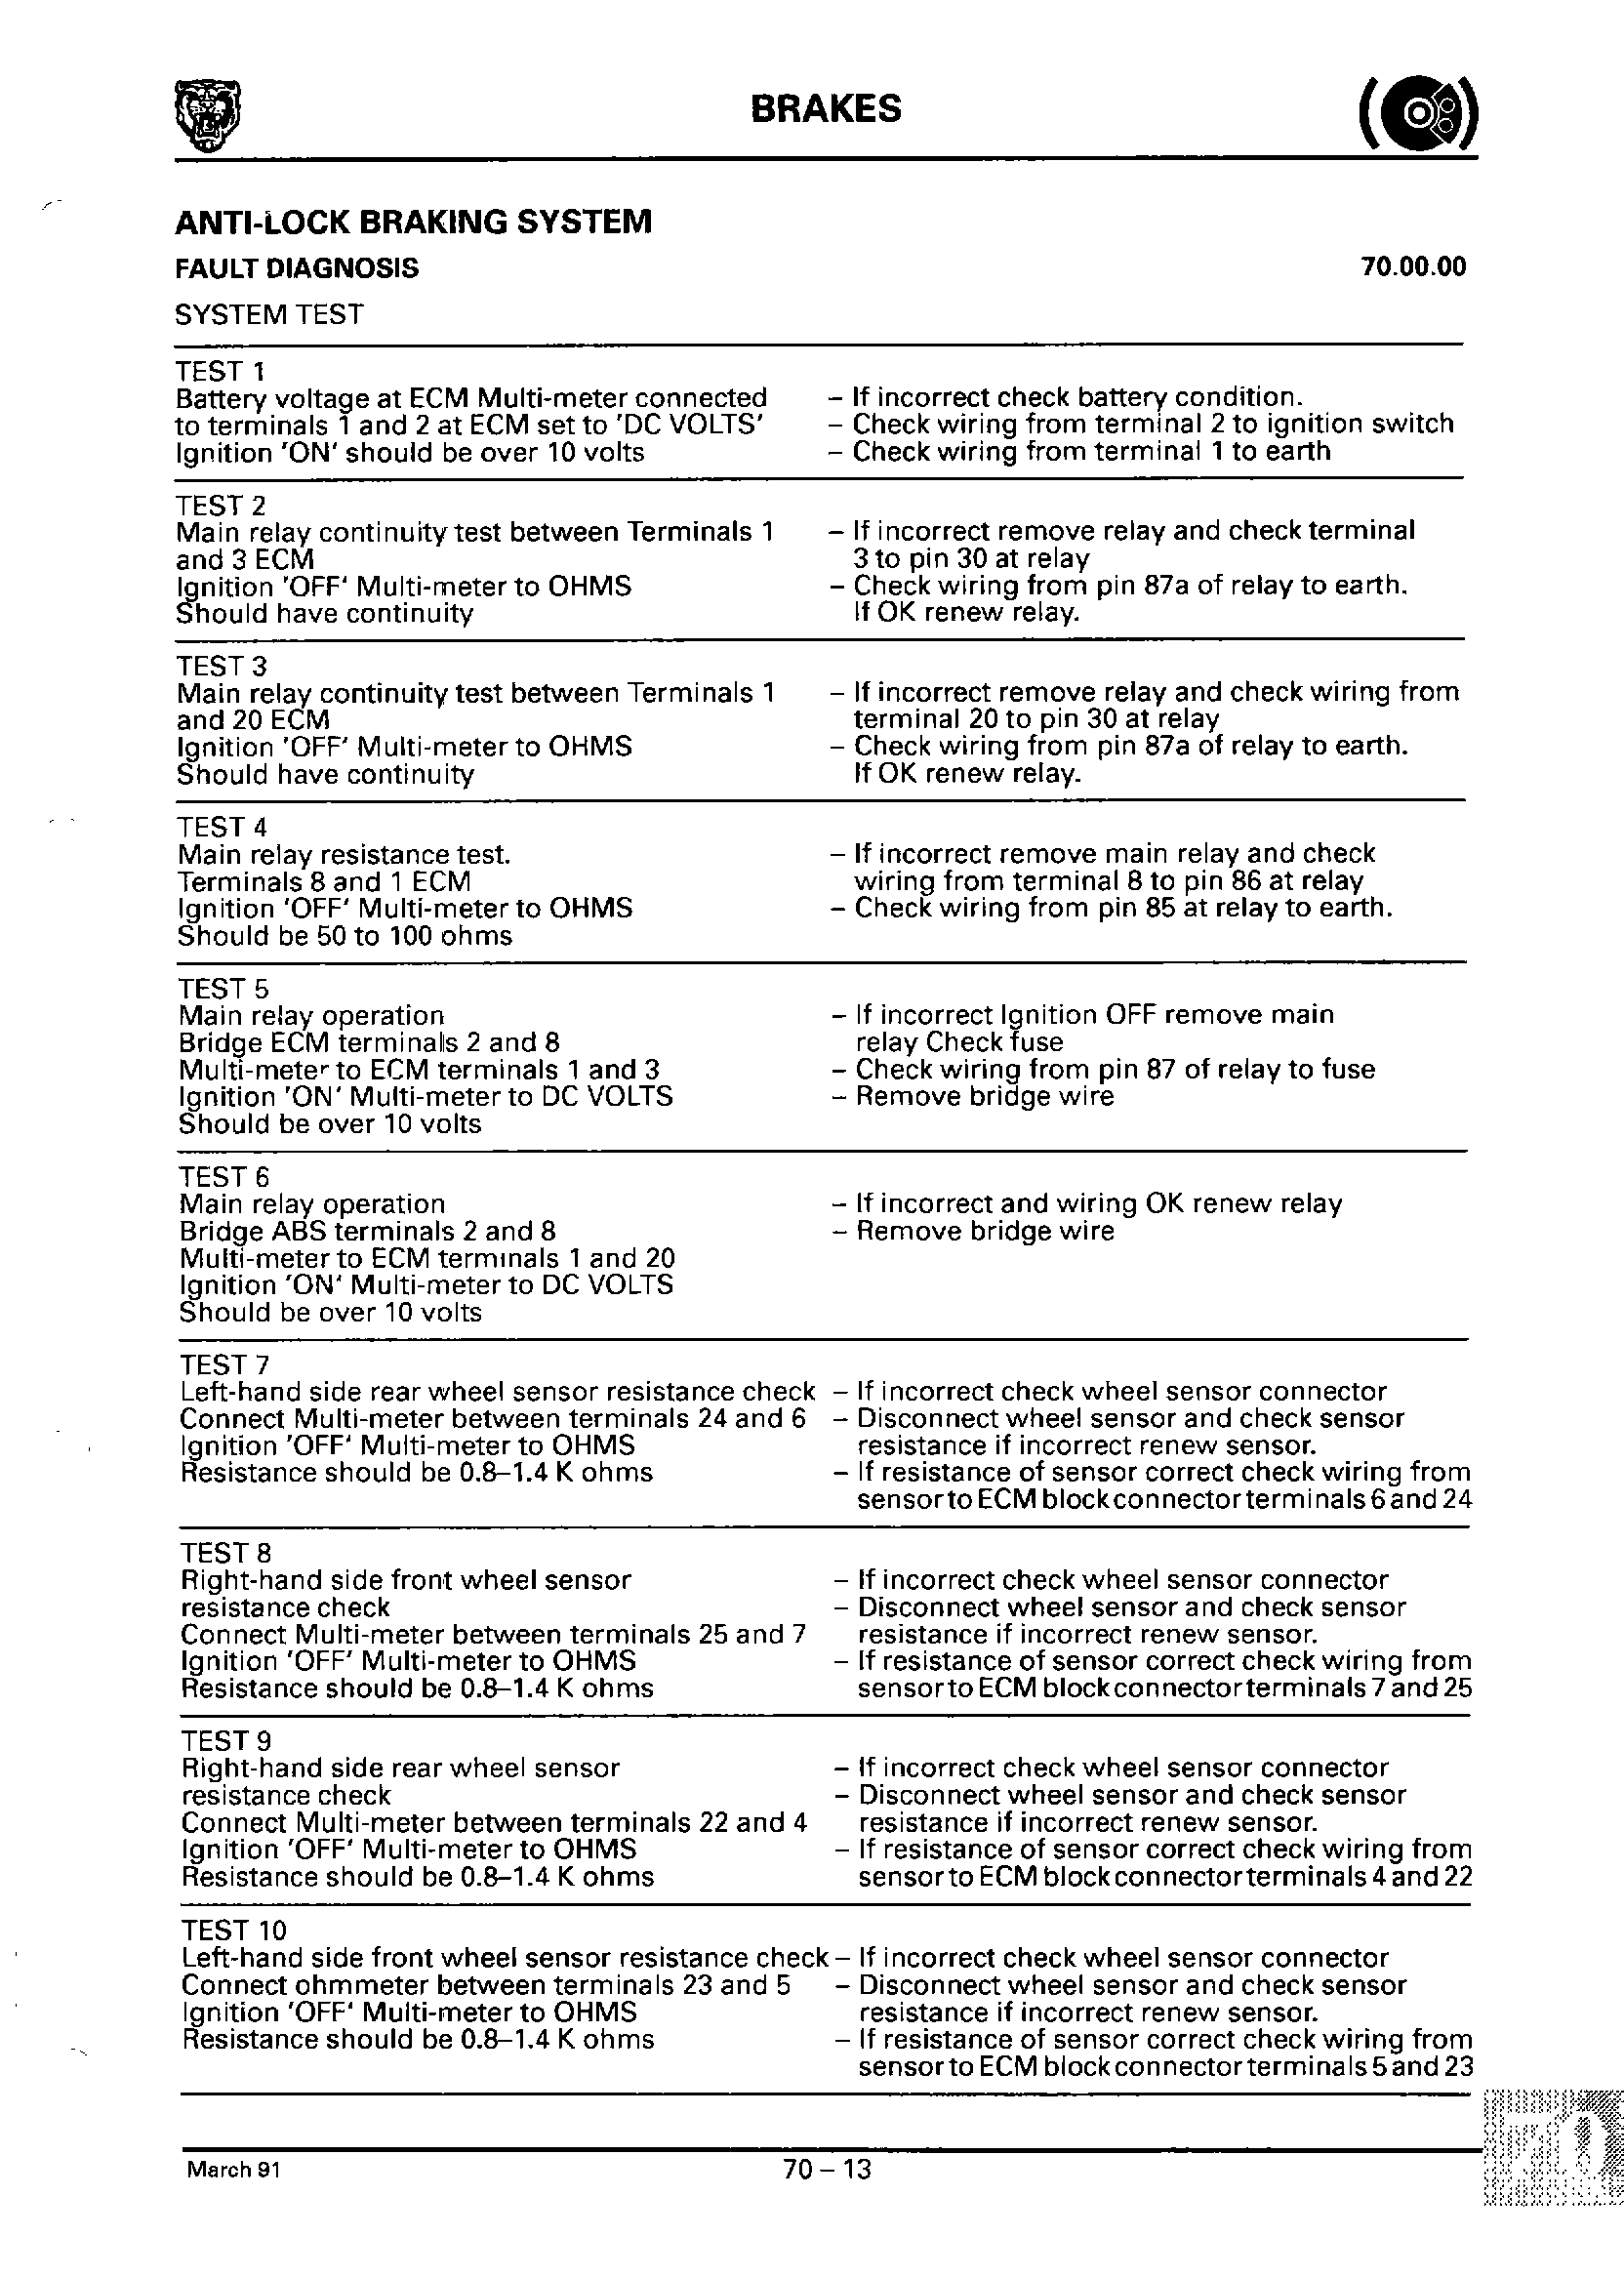 BRAKES
ANTI-LOCK BRAKING SYSTEM
FAULT DIAGNOSIS 70.00.00
SYSTEM TEST
TEST 1
Battery voltage at ECM Multi-meter connected
to terminals 1 and 2 at ECM set to 'DC VOLTS'
Ignition 'ON' should be over 10 volts
– If incorrect check battery condition.
– Check wiring from terminal 2 to ignition switch
– Check wiring from terminal 1 to earth
TEST 2
Main relay continuity test between Terminals 1
and 3 ECM
Ignition 'OFF' Multi-meter to OHMS
Should have continuity
– If incorrect remove relay and check terminal
3 to pin 30 at relay
– Check wiring from pin 87a of relay to earth.
If OK renew relay.
TEST 3
Main relay continuity test between Terminals 1
and 20 ECM
Ignition 'OFF' Multi-meter to OHMS
Should have continuity
– If incorrect remove relay and check wiring from
terminal 20 to pin 30 at relay
– Check wiring from pin 87a of relay to earth.
If OK renew relay.
TEST 4
Main relay resistance test.
Terminals 8 and 1 ECM
Ignition 'OFF' Multi-meter to OHMS
Should be 50 to 100 ohms
– If incorrect remove main relay and check
wiring from terminal 8 to pin 86 at relay
– Check wiring from pin 85 at relay to earth.
TEST 5
Main relay operation
Bridge ECM terminals 2 and 8
Multi-meter to ECM terminals 1 and 3
Ignition 'ON' Multi-meter to DC VOLTS
Should be over 10 volts
– If incorrect Ignition OFF remove main
relay Check fuse
– Check wiring from pin 87 of relay to fuse
– Remove bridge wire
TEST 6
Main relay operation
Bridge ABS terminals 2 and 8
Multi-meter to ECM terminals 1 and 20
Ignition 'ON' Multi-meter to DC VOLTS
Should be over 10 volts
– If incorrect and wiring OK renew relay
– Remove bridge wire
TEST 7
Left-hand side rear wheel sensor resistance check
Connect Multi-meter between terminals 24 and 6
Ignition 'OFF' Multi-meter to OHMS
Resistance should be 0.8–1.4 K ohms
– If incorrect check wheel sensor connector
– Disconnect wheel sensor and check sensor
resistance if incorrect renew sensor.
– If resistance of sensor correct check wiring from
sensor to ECM block connector terminals 6 and 24
TEST 8
Right-hand side front wheel sensor
resistance check
Connect Multi-meter between terminals 25 and 7
Ignition 'OFF' Multi-meter to OHMS
Resistance should be 0.8–1.4 K ohms
– If incorrect check wheel sensor connector
– Disconnect wheel sensor and check sensor
resistance if incorrect renew sensor.
– If resistance of sensor correct check wiring from
sensor to ECM block connector terminals 7 and 25
TEST 9
Right-hand side rear wheel sensor
resistance check
Connect Multi-meter between terminals 22 and 4
Ignition 'OFF' Multi-meter to OHMS
Resistance should be 0.8–1.4 K ohms
– If incorrect check wheel sensor connector
– Disconnect wheel sensor and check sensor
resistance if incorrect renew sensor.
– If resistance of sensor correct check wiring from
sensor to ECM block connector terminals 4 and 22
TEST 10
Left-hand side front wheel sensor resistance check
Connect ohmmeter between terminals 23 and 5
Ignition 'OFF' Multi-meter to OHMS
Resistance should be 0.8–1.4 K ohms
– If incorrect check wheel sensor connector
– Disconnect wheel sensor and check sensor
resistance if incorrect renew sensor.
– If resistance of sensor correct check wiring from
sensor to ECM block connector terminals 5 and 23
70
March 91 70 – 13